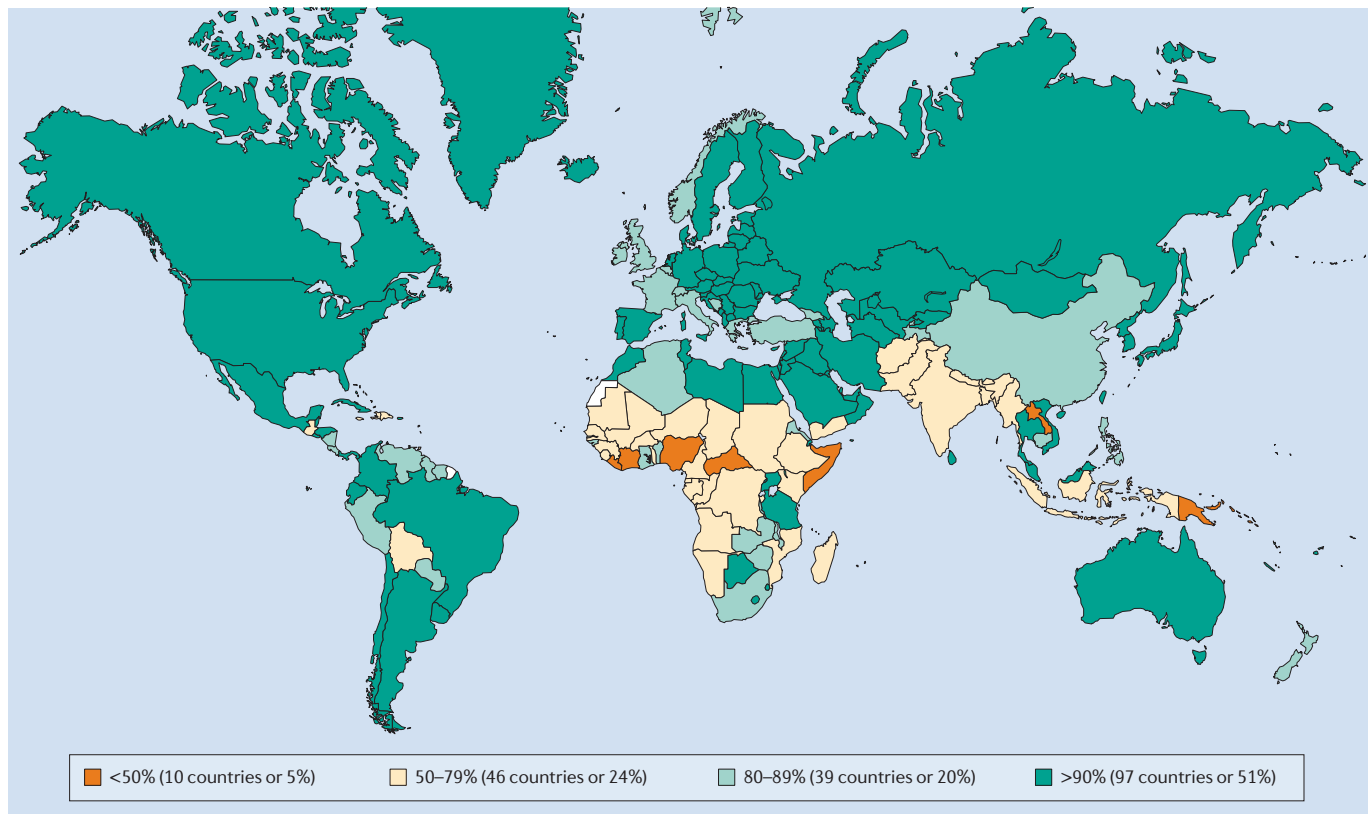 <50% (10 countries or 5%) 50–79% (46 countries or 24%) 80–89% (39 countries or 20%) >90% (97 countries or 51%)